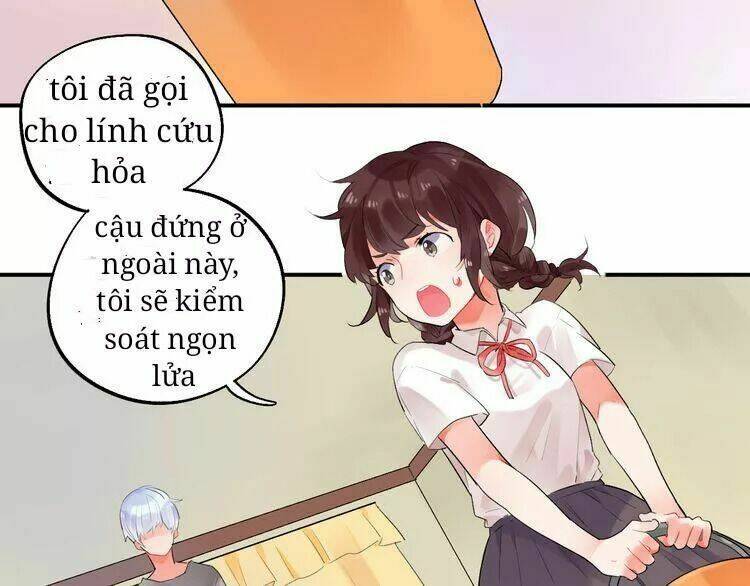 tôi đã gọi
cho lính cứu
hỏa
cậu đứng ở
ngoài này,
tôi sẽ kiểm
soát ngọn
lửa